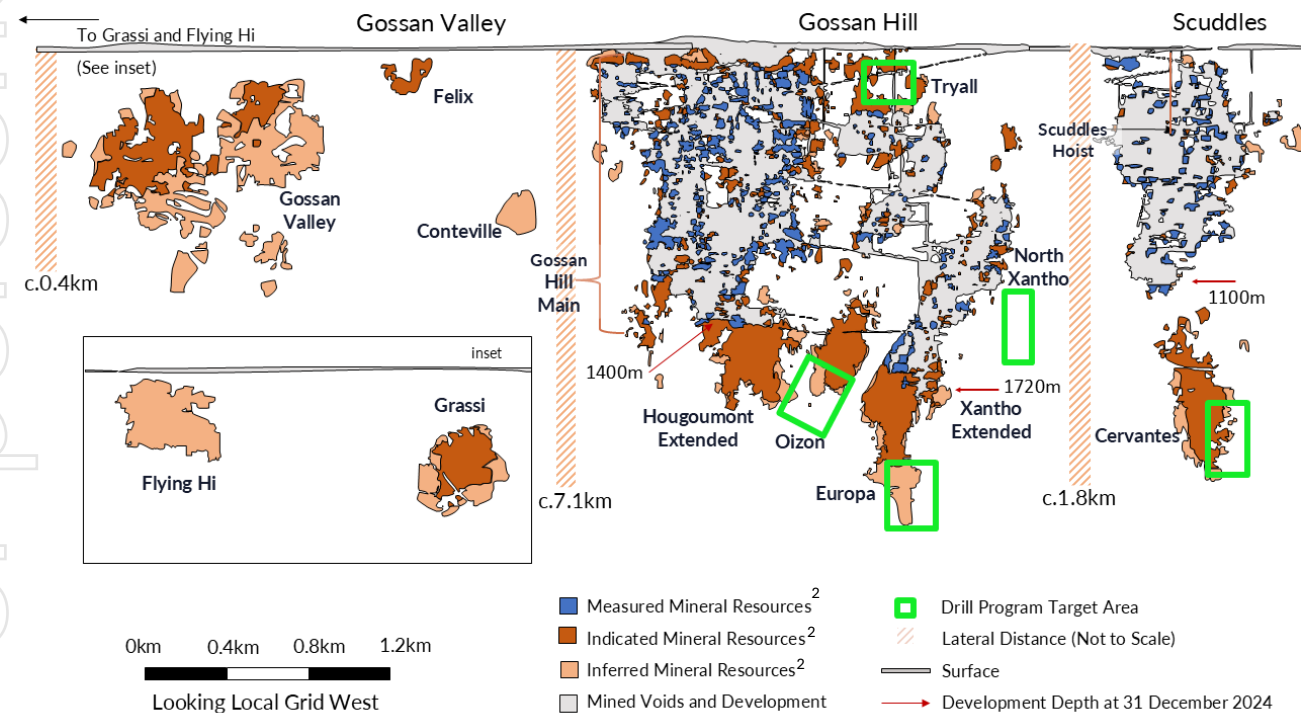 Gossan Valley
Gossan Hill
Scuddles
To Grassi and Flying Hi
(See inset)
Felix
Tryall
Scuddles
Hoist
Gossan
Valley
Conteville
c.0.4km
Gossan
Hill
Main
North
Xantho
1100m
inset
1400m
1720m
Flying Hi
Grassi
Hougoumont
Extended
Oizon
Xantho
Extended
Cervantes
Europa
c.7.1km
c.1.8km
Measured Mineral Resources2
Indicated Mineral Resources2
Inferred Mineral Resources2
Mined Voids and Development
Drill Program Target Area
Lateral Distance (Not to Scale)
Surface
Development Depth at 31 December 2024
0km 0.4km 0.8km 1.2km
Looking Local Grid West